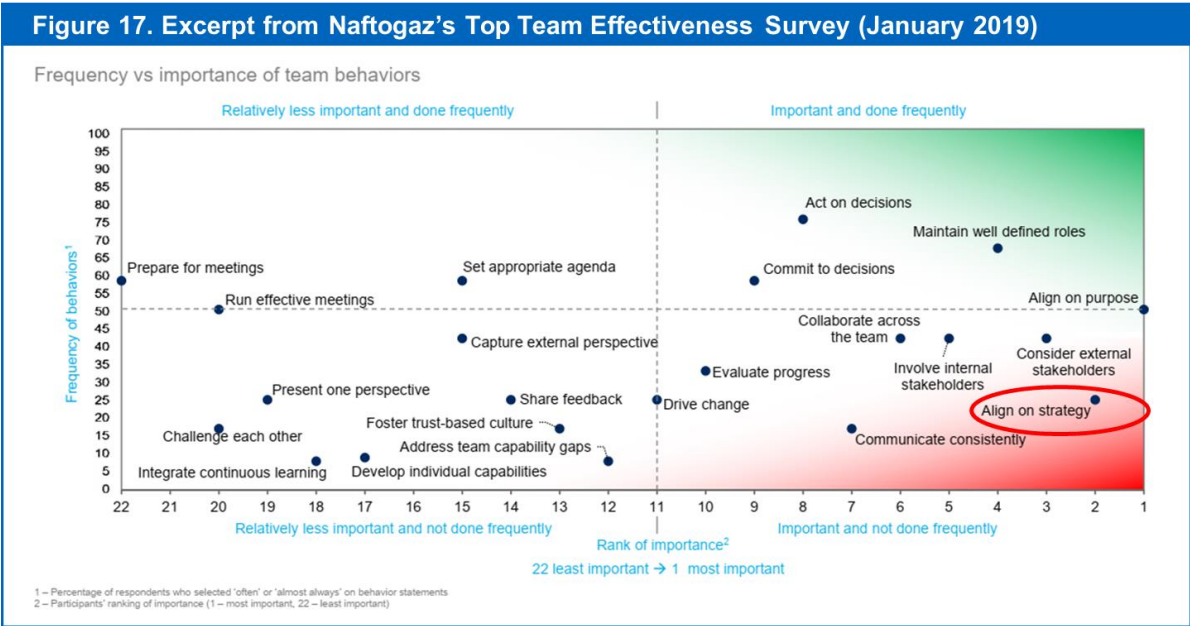 Figure 17. Excerpt from Naftogaz's Top Team Effectiveness Survey (January 2019)
Frequency vs importance of team behaviors
Relatively less important and done frequently
Important and done frequently
Frequency of behaviors1
100
95
90
85
80
75
70
65
60
55
50
45
40
35
30
25
20
15
10
5
0
Act on decisions
Maintain well defined roles
Prepare for meetings
Set appropriate agenda
Commit to decisions
Run effective meetings
Align on purpose
Capture external perspective
Collaborate across
the team
Involve internal
stakeholders
Consider external
stakeholders
Evaluate progress
Present one perspective
Share feedback
Drive change
Align on strategy
Foster trust-based culture
Challenge each other
Communicate consistently
Address team capability gaps
Integrate continuous learning
Develop individual capabilities
22 21 20 19 18 17 16 15 14 13 12 11 10 9 8 7 6 5 4 3 2 1
Relatively less important and not done frequently
Important and not done frequently
Rank of importance2
22 least important → 1 most important
1 – Percentage of respondents who selected 'often' or 'almost always' on behavior statements
2 – Participants' ranking of importance (1 – most important, 22 – least important)